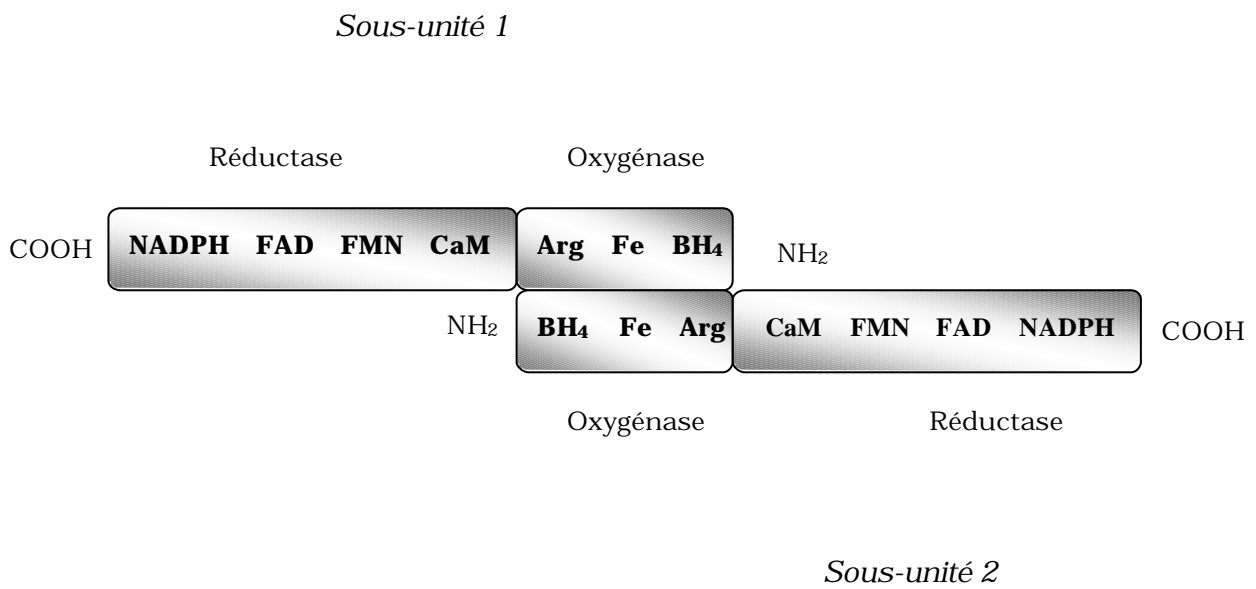 Sous-unité 1
Réductase Oxygénase
COOH NADPH FAD FMN CaM Arg Fe BH₄ NH₂
NH₂ BH₄ Fe Arg CaM FMN FAD NADPH COOH
Oxygénase Réductase
Sous-unité 2